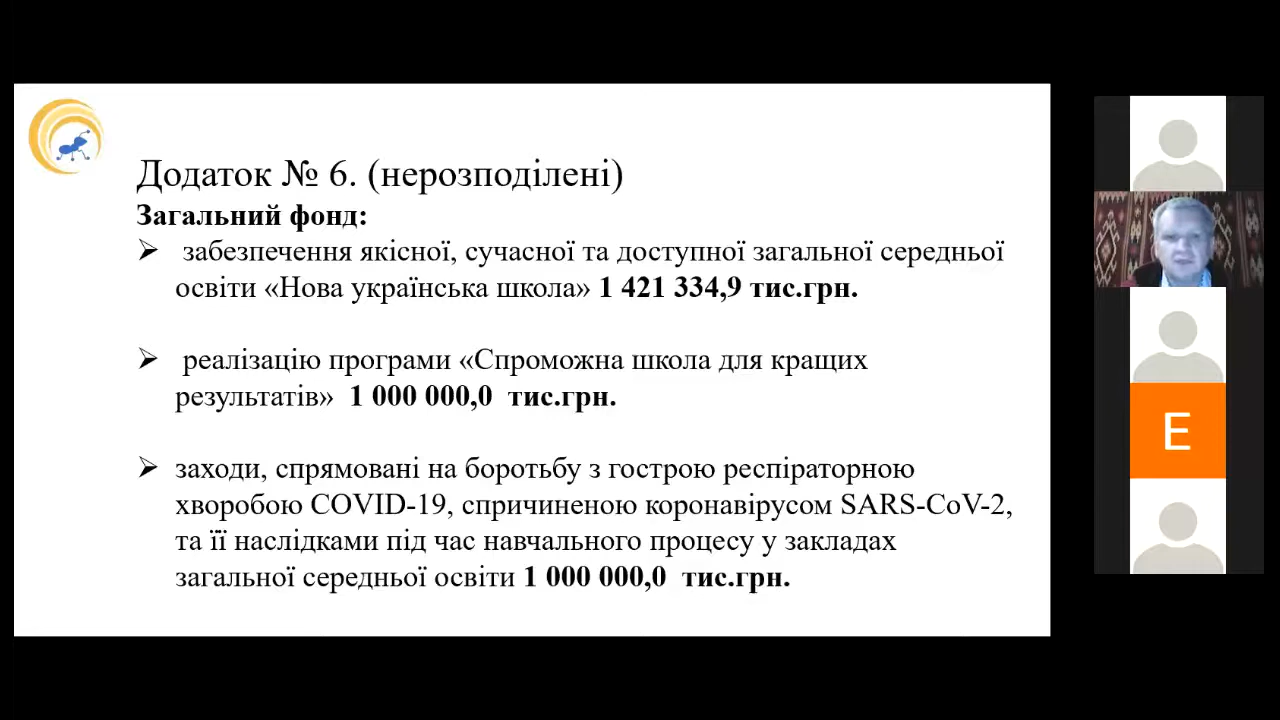 Додаток № 6. (нерозподілені)
Загальний фонд:
➢ забезпечення якісної, сучасної та доступної загальної середньої
освіти «Нова українська школа» 1 421 334,9 тис.грн.
➢ реалізацію програми «Спроможна школа для кращих
результатів» 1 000 000,0 тис.грн.
➢ заходи, спрямовані на боротьбу з гострою респіраторною
хворобою COVID-19, спричиненою коронавірусом SARS-CoV-2,
та її наслідками під час навчального процесу у закладах
загальної середньої освіти 1 000 000,0 тис.грн.
E